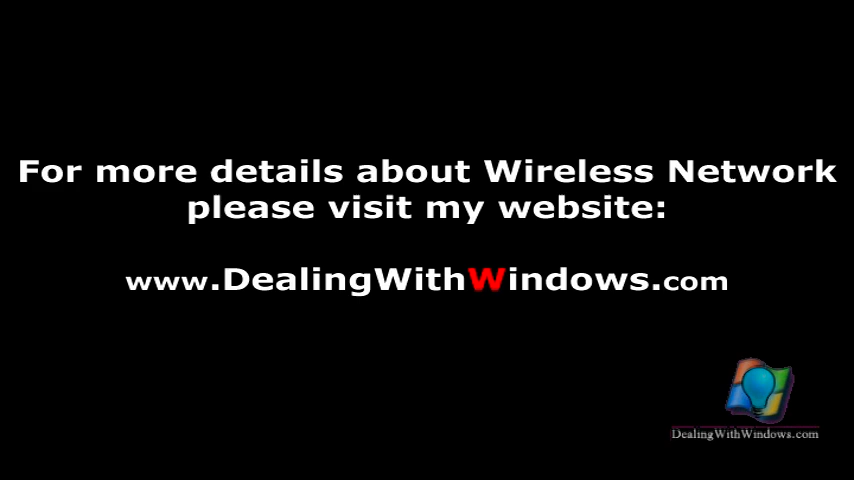 For more details about Wireless Network
please visit my website:
www.DealingWithWindows.com
DealingWithWindows.com